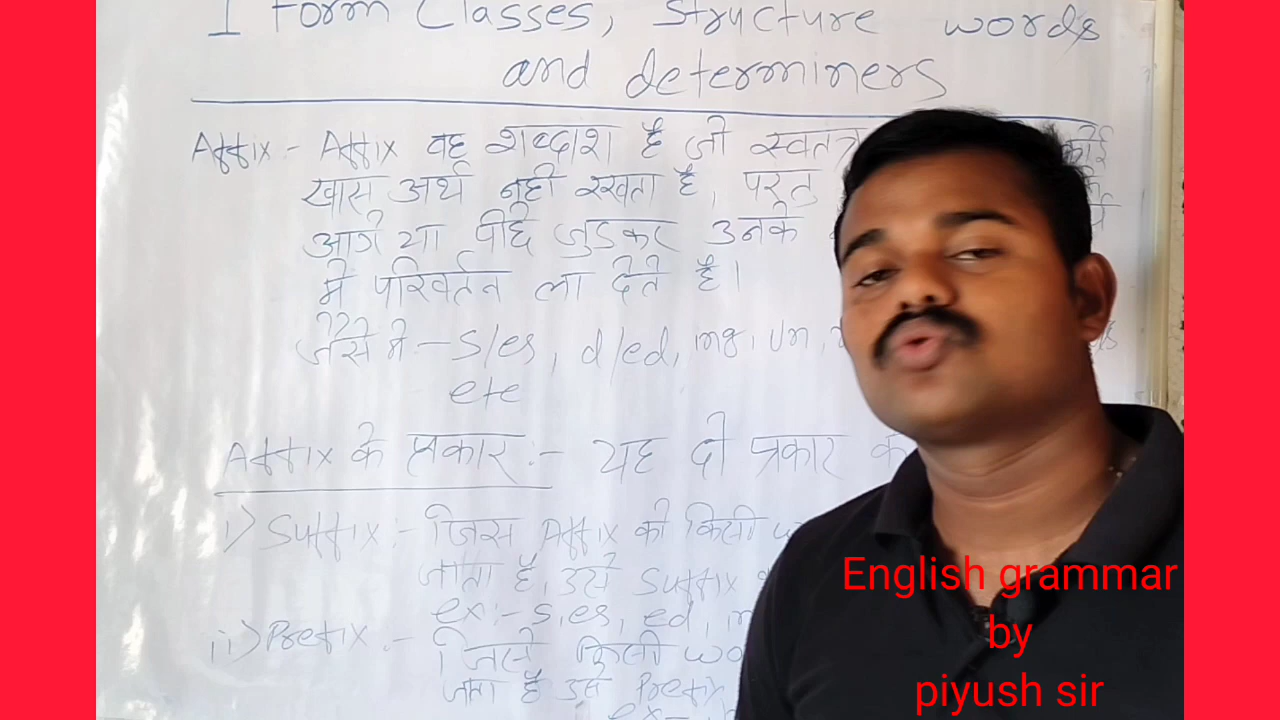 I Form Classes, Structure words
and determiners
Affix :- Affix वह शब्दाश है जो स्वतंत्र कोई
खास अर्थ नही रखता है, परंतु
आगे या पीछे जुडकर उनके
मे परिवर्तन ला देते है।
जैसे मे :- s/es, d/ed, ing, un,
etc
Affix के प्रकार :- यह दो प्रकार के
i) Suffix :- जिस Affix को किसी
जाता है, उसे Suffix
ex :- s, es, ed,
ii) Prefix :- जिसे किसी
जाता है उसे Prefix
ex-
English grammar
by
piyush sir